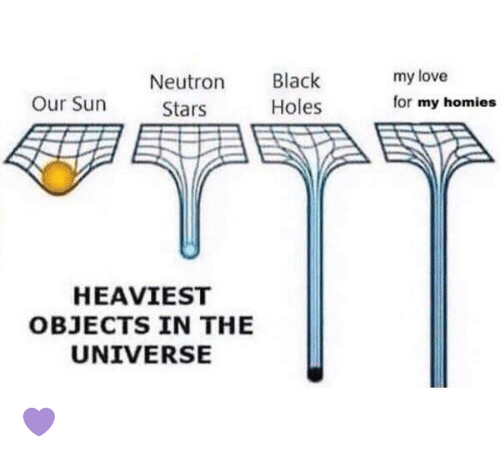 Our Sun
Neutron
Stars
Black
Holes
my love
for my homies
HEAVIEST
OBJECTS IN THE
UNIVERSE